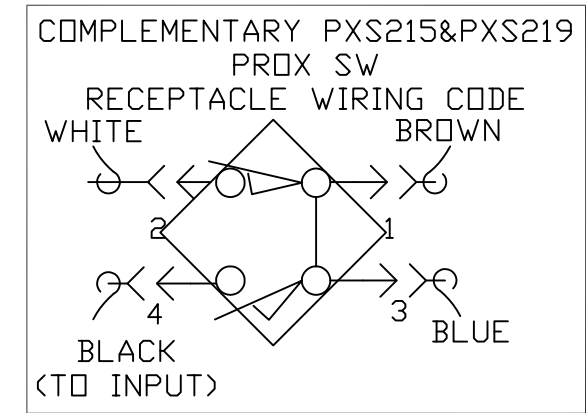 COMPLEMENTARY PXS215&PXS219
PROX SW
RECEPTACLE WIRING CODE
WHITE
BROWN
2
1
4
3
BLACK
(TO INPUT)
BLUE